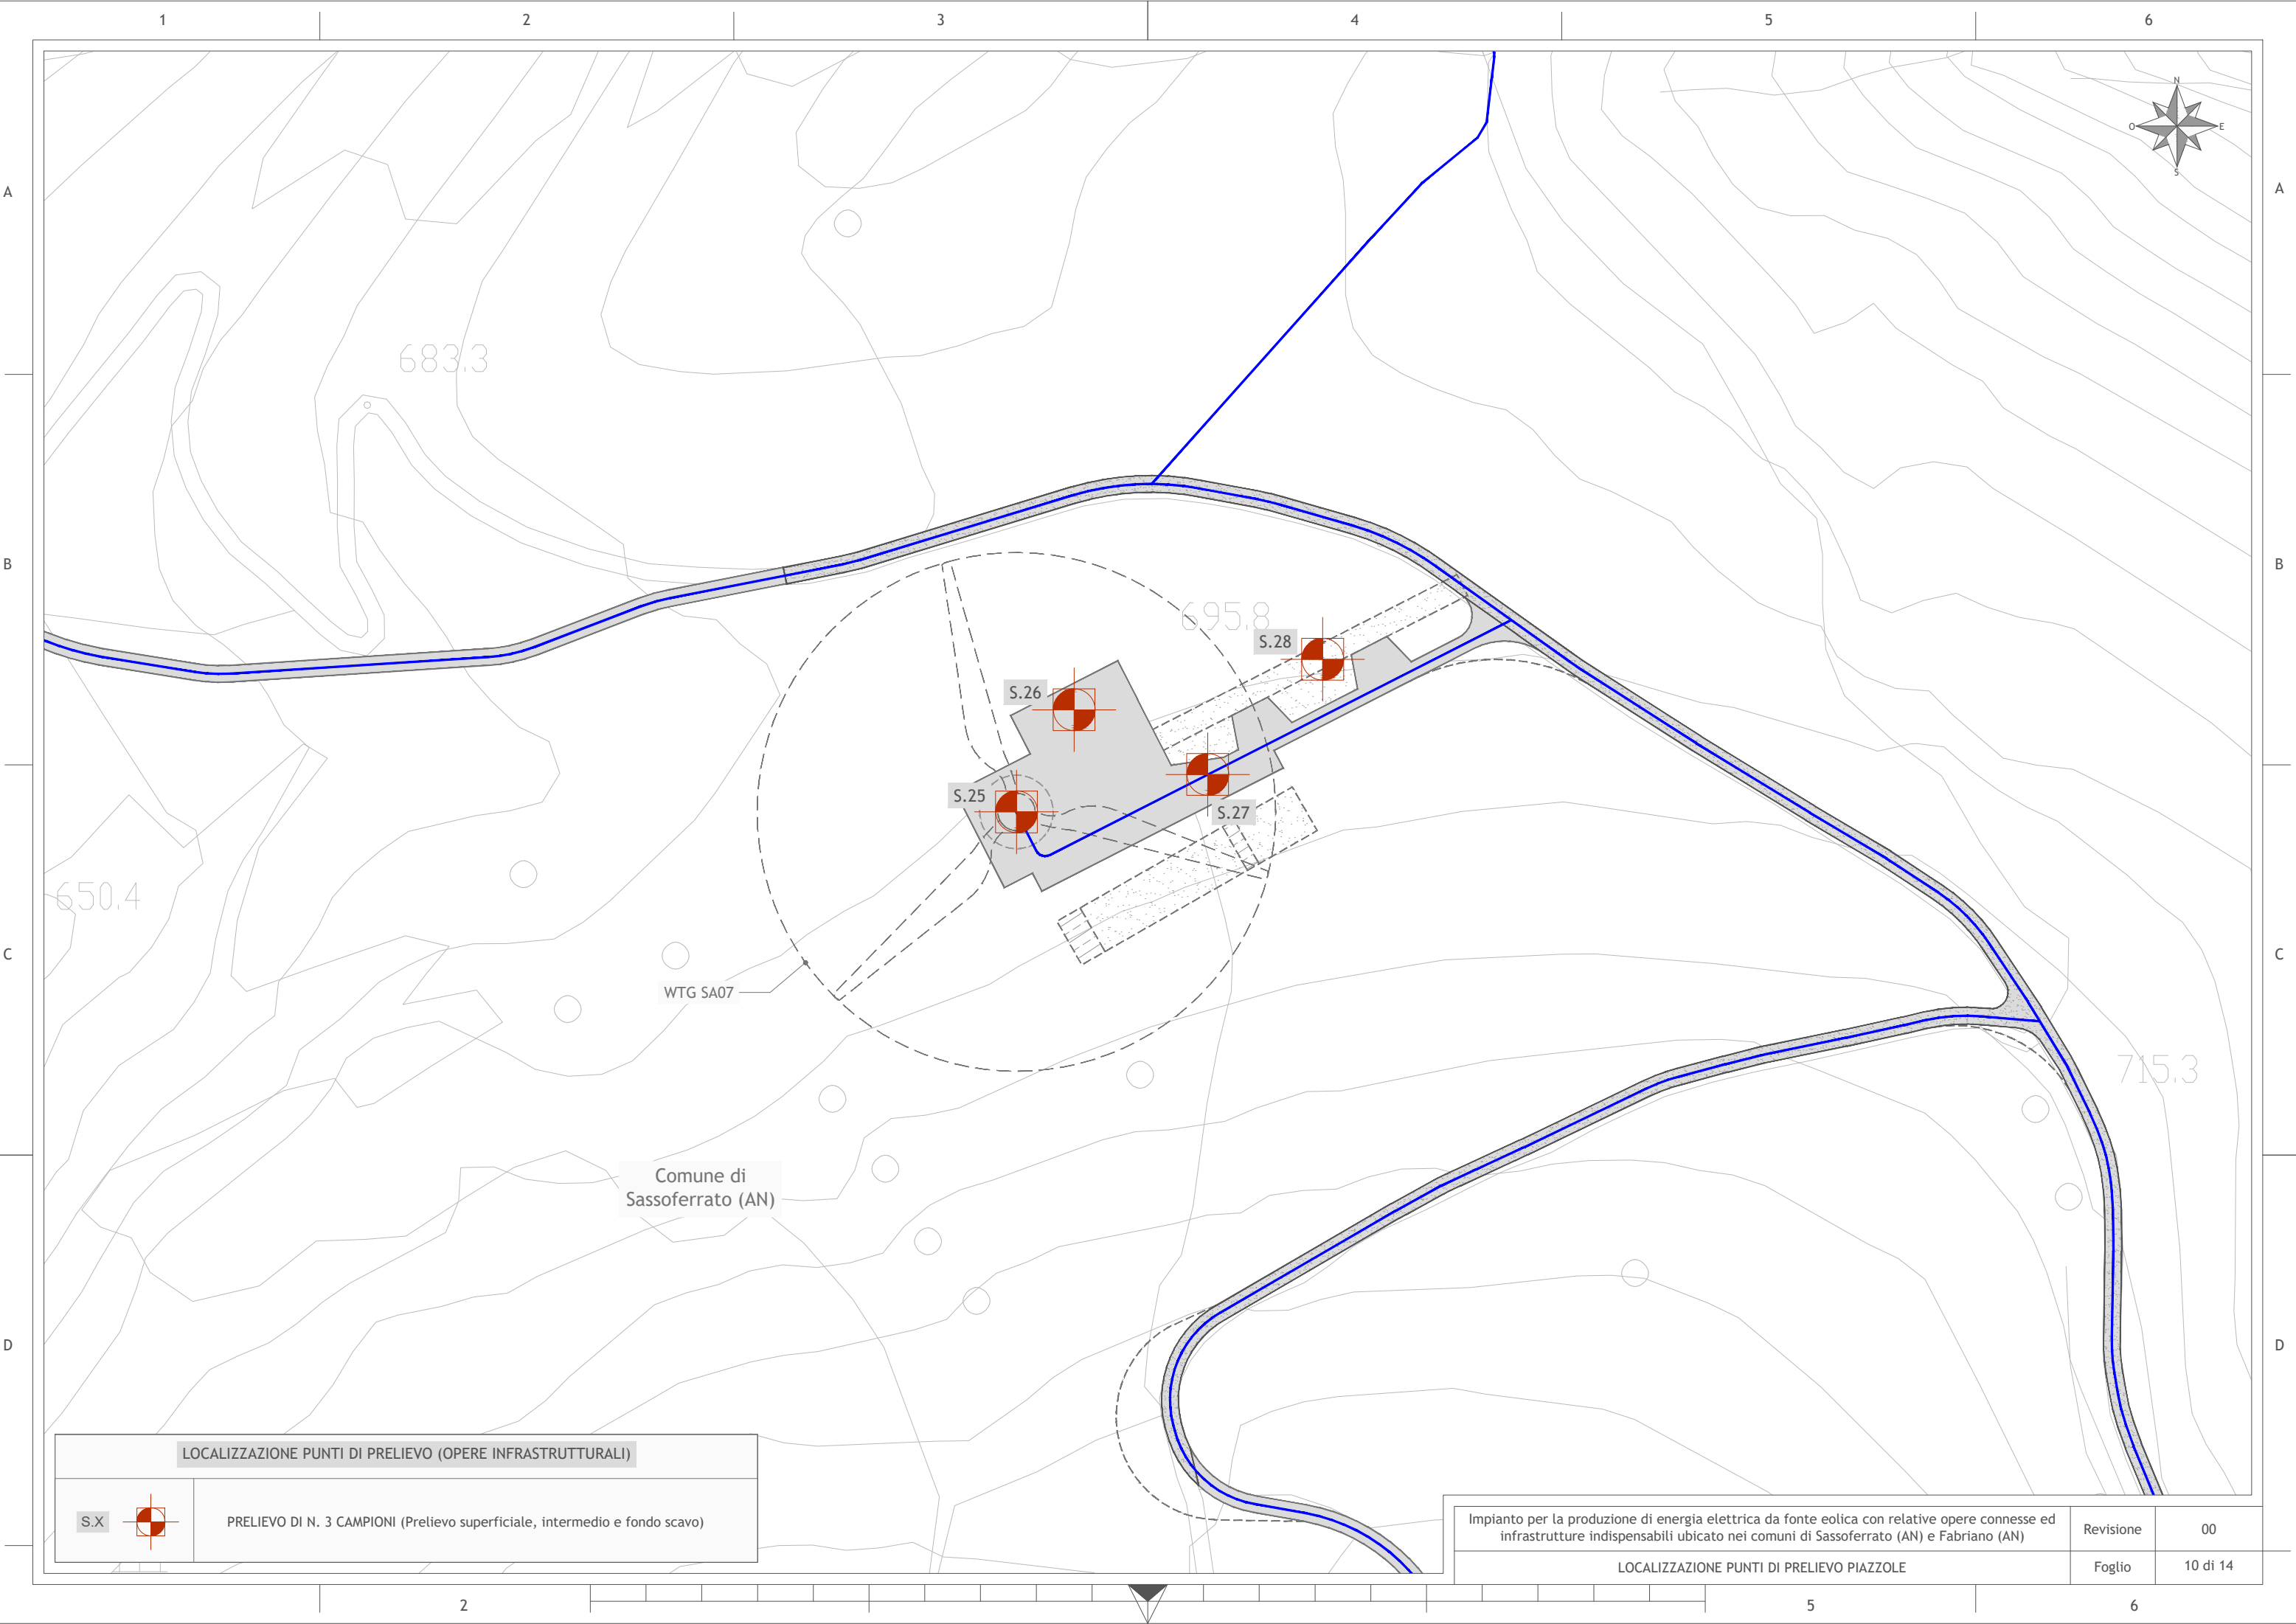 1 2 3 4 5 6
N
O E
S
A A
683,3
B B
695,8
S.28
S.26
S.25
S.27
650,4
C C
WTG SA07
715,3
Comune di
Sassoferrato (AN)
D D
LOCALIZZAZIONE PUNTI DI PRELIEVO (OPERE INFRASTRUTTURALI)
S.X PRELIEVO DI N. 3 CAMPIONI (Prelievo superficiale, intermedio e fondo scavo)
Impianto per la produzione di energia elettrica da fonte eolica con relative opere connesse ed
infrastrutture indispensabili ubicato nei comuni di Sassoferrato (AN) e Fabriano (AN)
Revisione 00
LOCALIZZAZIONE PUNTI DI PRELIEVO PIAZZOLE
Foglio 10 di 14
2 5 6